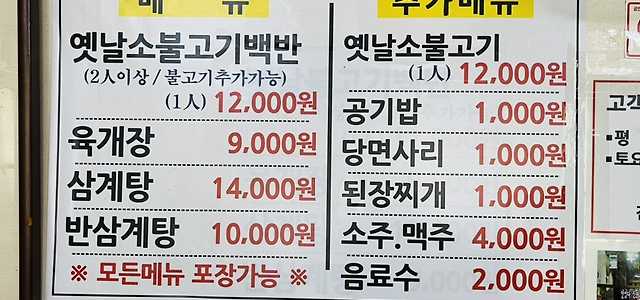 메 뉴
옛날소불고기백반
(2人이상 / 불고기추가가능)
(1人) 12,000원
육개장 9,000원
삼계탕 14,000원
반삼계탕 10,000원
※ 모든메뉴 포장가능 ※
추가메뉴
옛날소불고기
(1人) 12,000원
공기밥 1,000원
당면사리 1,000원
된장찌개 1,000원
소주.맥주 4,000원
음료수 2,000원
고객
▪평
▪토요